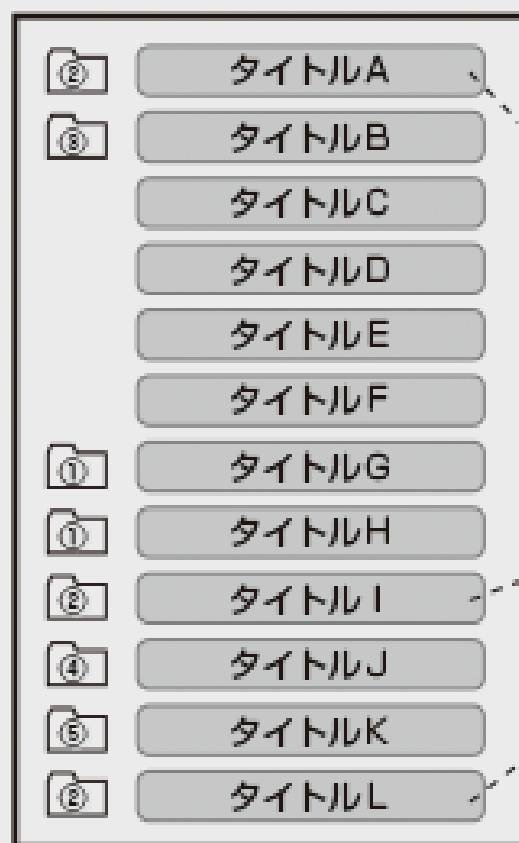 ② タイトルA
③ タイトルB
タイトルC
タイトルD
タイトルE
タイトルF
① タイトルG
① タイトルH
② タイトルI
④ タイトルJ
⑤ タイトルK
② タイトルL